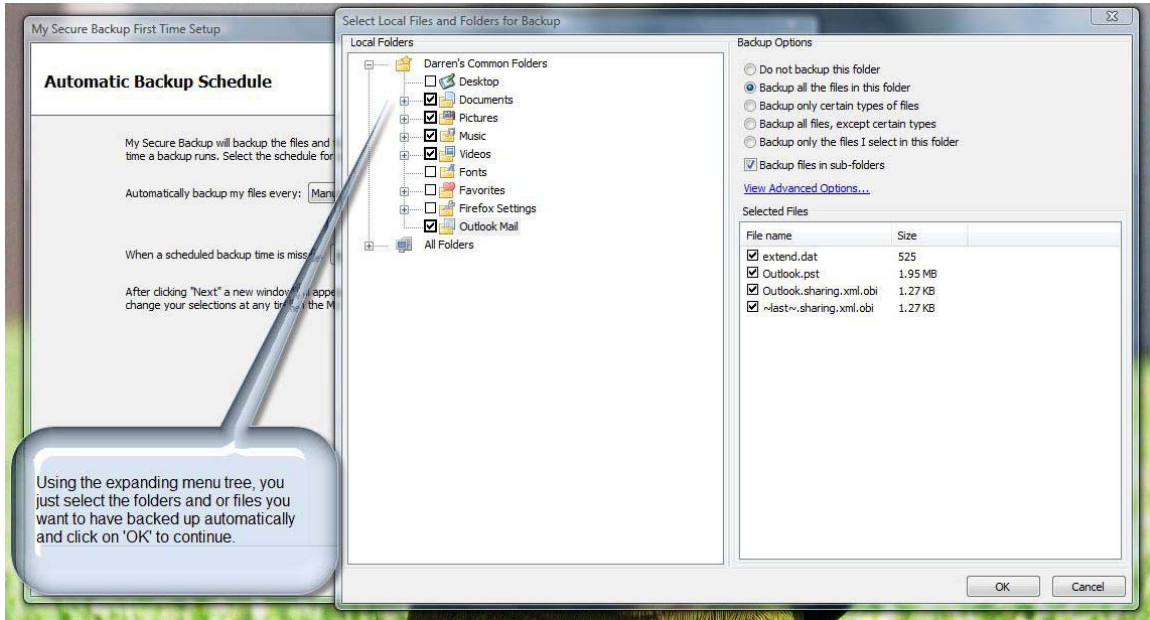 My Secure Backup First Time Setup
Automatic Backup Schedule
My Secure Backup will backup the files and
time a backup runs. Select the schedule for
Automatically backup my files every:
When a scheduled backup time is
After clicking "Next" a new window
change your selections at any
Using the expanding menu tree, you
just select the folders and or files you
want to have backed up automatically
and click on 'OK' to continue.
Select Local Files and Folders for Backup
Local Folders
Darren's Common Folders
Desktop
Documents
Pictures
Music
Videos
Fonts
Favorites
Firefox Settings
Outlook Mail
All Folders
Backup Options
Do not backup this folder
Backup all the files in this folder
Backup only certain types of files
Backup all files, except certain types
Backup only the files I select in this folder
Backup files in sub-folders
View Advanced Options...
Selected Files
File name Size
extend.dat 525
Outlook.pst 1.95 MB
Outlook.sharing.xml.obi 1.27 KB
~last~.sharing.xml.obi 1.27 KB
OK Cancel